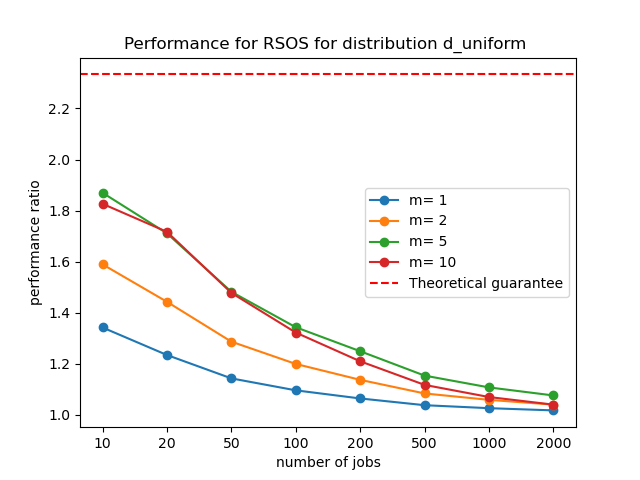 Performance for RSOS for distribution d_uniform
performance ratio
2.2
2.0
1.8
1.6
1.4
1.2
1.0
m= 1
m= 2
m= 5
m= 10
Theoretical guarantee
10 20 50 100 200 500 1000 2000
number of jobs